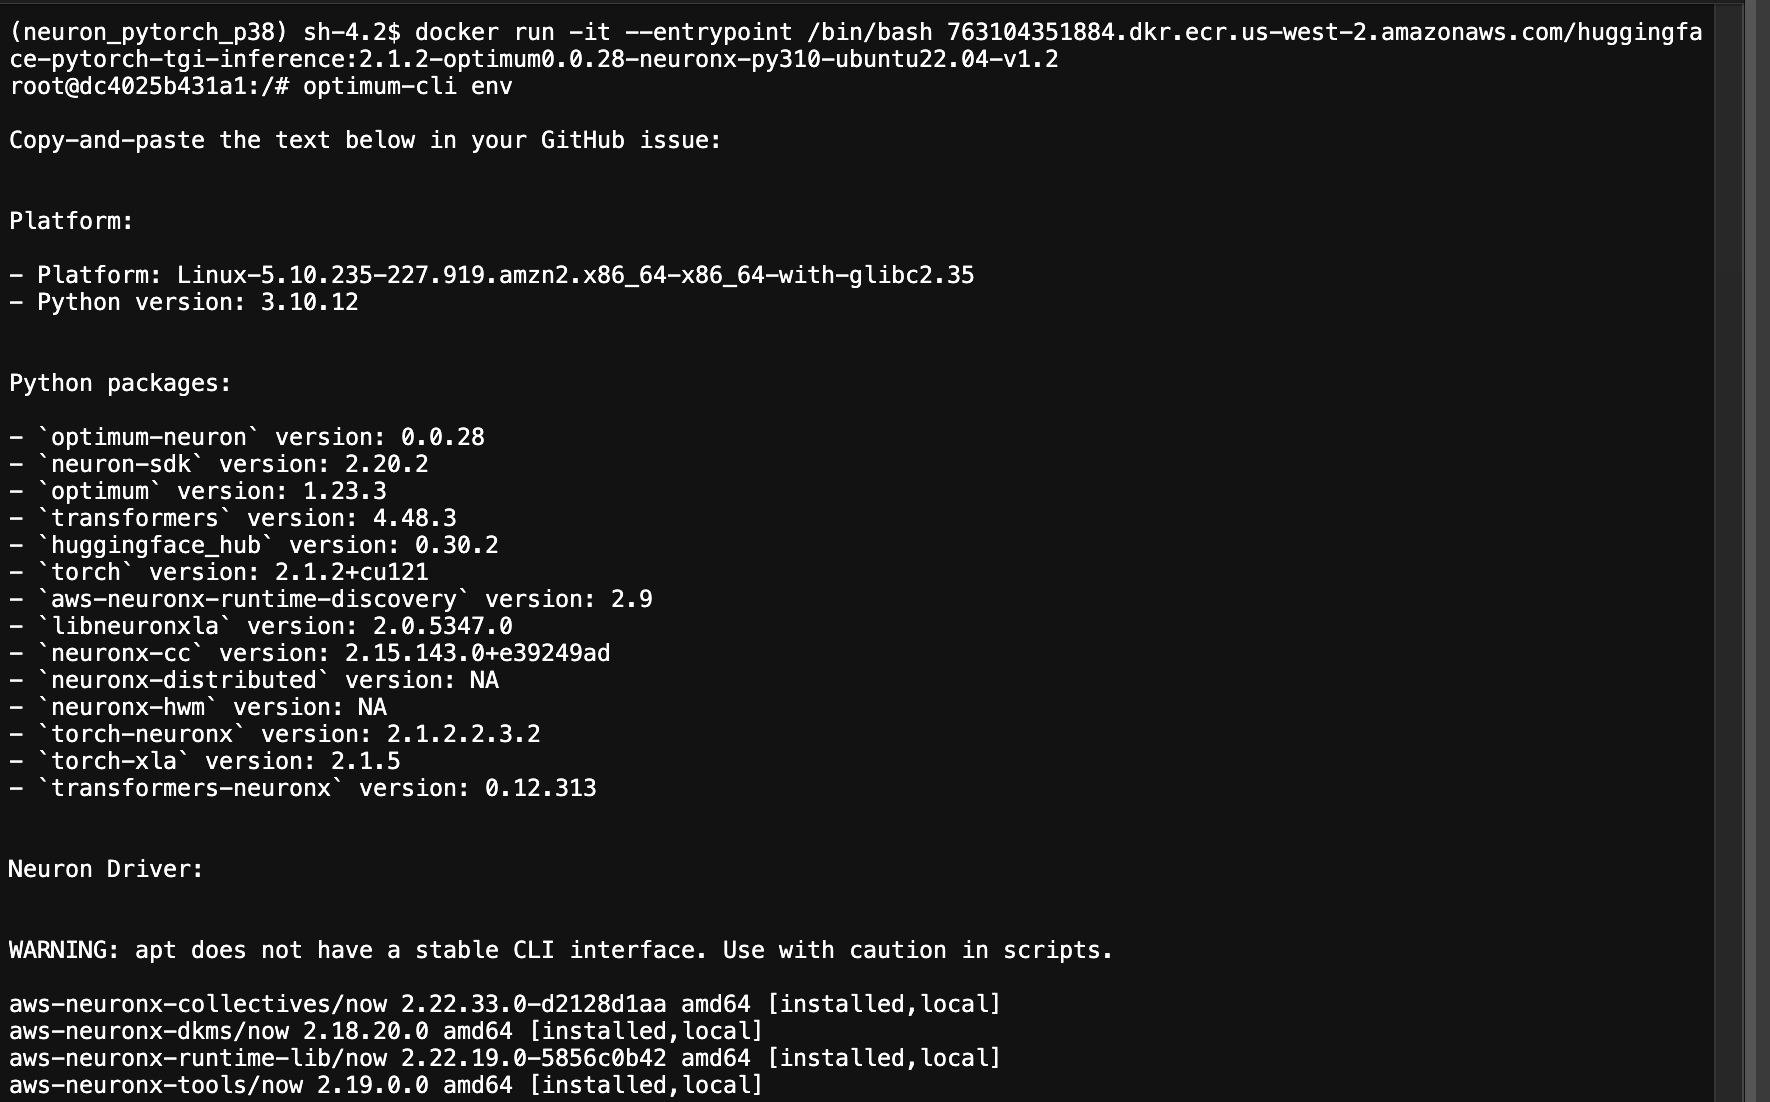 (neuron_pytorch_p38) sh-4.2$ docker run -it --entrypoint /bin/bash 763104351884.dkr.ecr.us-west-2.amazonaws.com/huggingfa
ce-pytorch-tgi-inference:2.1.2-optimum0.0.28-neuronx-py310-ubuntu22.04-v1.2
root@dc4025b431a1:/# optimum-cli env
Copy-and-paste the text below in your GitHub issue:
Platform:
- Platform: Linux-5.10.235-227.919.amzn2.x86_64-x86_64-with-glibc2.35
- Python version: 3.10.12
Python packages:
- `optimum-neuron` version: 0.0.28
- `neuron-sdk` version: 2.20.2
- `optimum` version: 1.23.3
- `transformers` version: 4.48.3
- `huggingface_hub` version: 0.30.2
- `torch` version: 2.1.2+cu121
- `aws-neuronx-runtime-discovery` version: 2.9
- `libneuronxla` version: 2.0.5347.0
- `neuronx-cc` version: 2.15.143.0+e39249ad
- `neuronx-distributed` version: NA
- `neuronx-hwm` version: NA
- `torch-neuronx` version: 2.1.2.2.3.2
- `torch-xla` version: 2.1.5
- `transformers-neuronx` version: 0.12.313
Neuron Driver:
WARNING: apt does not have a stable CLI interface. Use with caution in scripts.
aws-neuronx-collectives/now 2.22.33.0-d2128d1aa amd64 [installed,local]
aws-neuronx-dkms/now 2.18.20.0 amd64 [installed,local]
aws-neuronx-runtime-lib/now 2.22.19.0-5856c0b42 amd64 [installed,local]
aws-neuronx-tools/now 2.19.0.0 amd64 [installed,local]